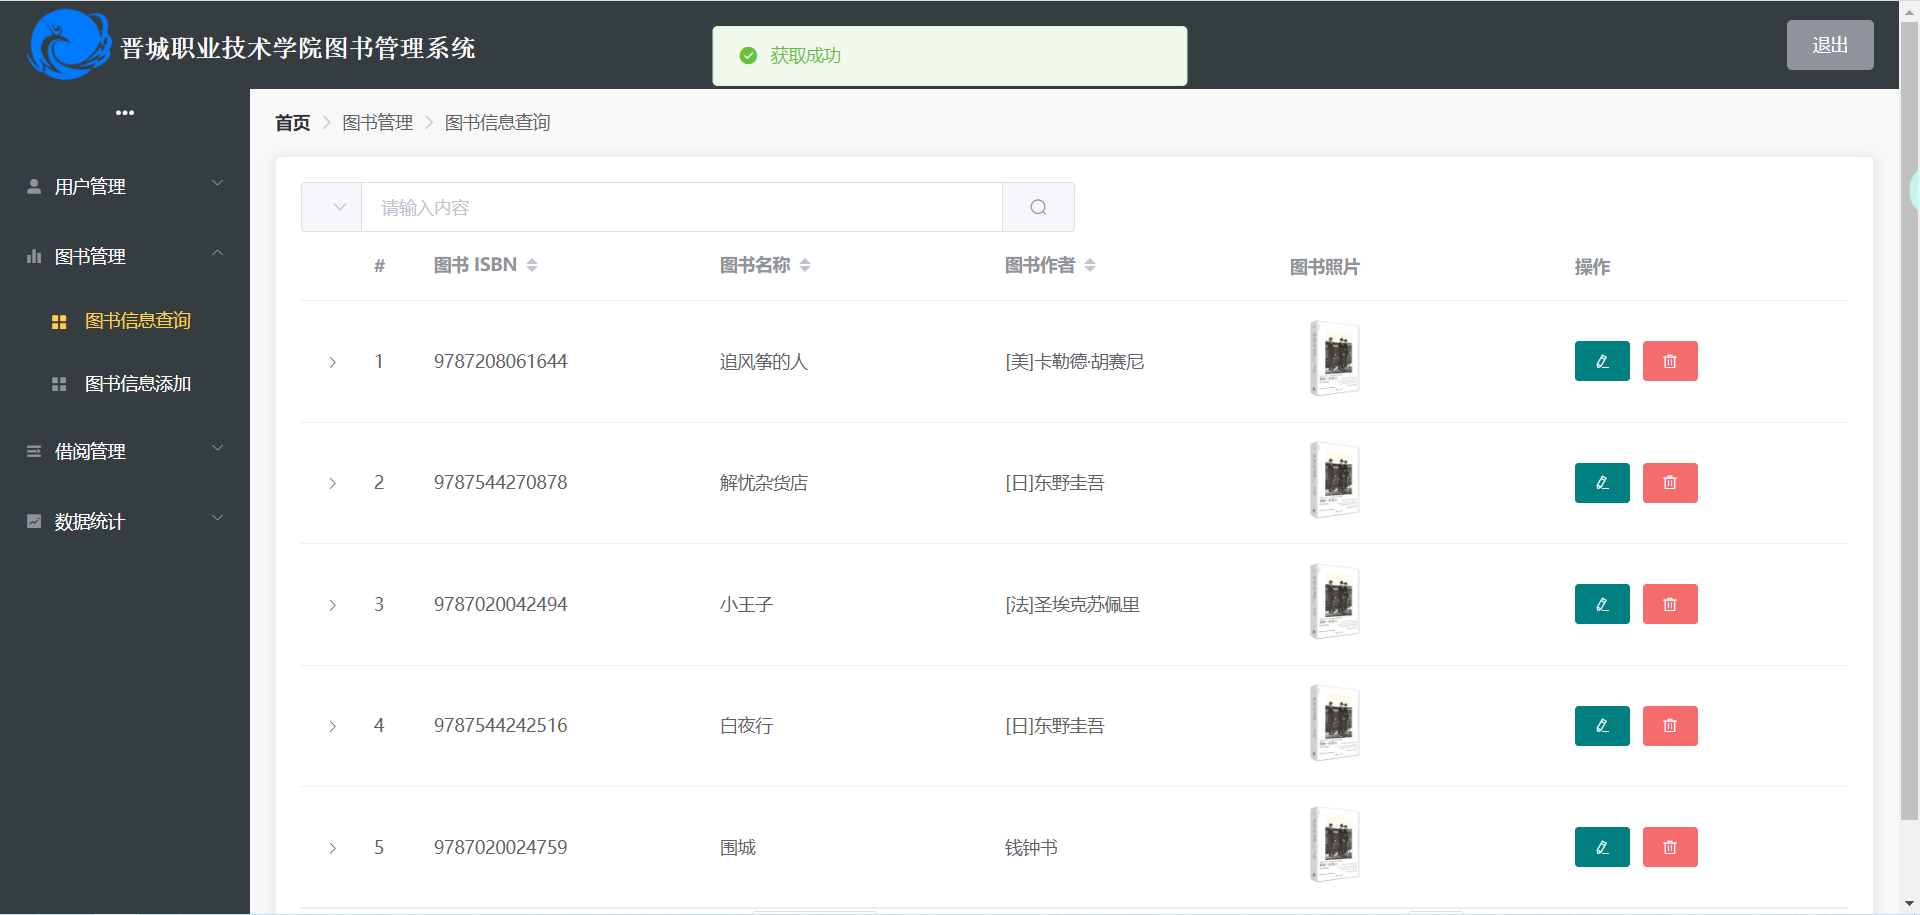 晋城职业技术学院图书管理系统
获取成功
退出
•••
首页 > 图书管理 > 图书信息查询
用户管理
图书管理
图书信息查询
图书信息添加
借阅管理
数据统计
请输入内容
# 图书 ISBN 图书名称 图书作者 图书照片 操作
1 9787208061644 追风筝的人 [美]卡勒德·胡赛尼
2 9787544270878 解忧杂货店 [日]东野圭吾
3 9787020042494 小王子 [法]圣埃克苏佩里
4 9787544242516 白夜行 [日]东野圭吾
5 9787020024759 围城 钱钟书